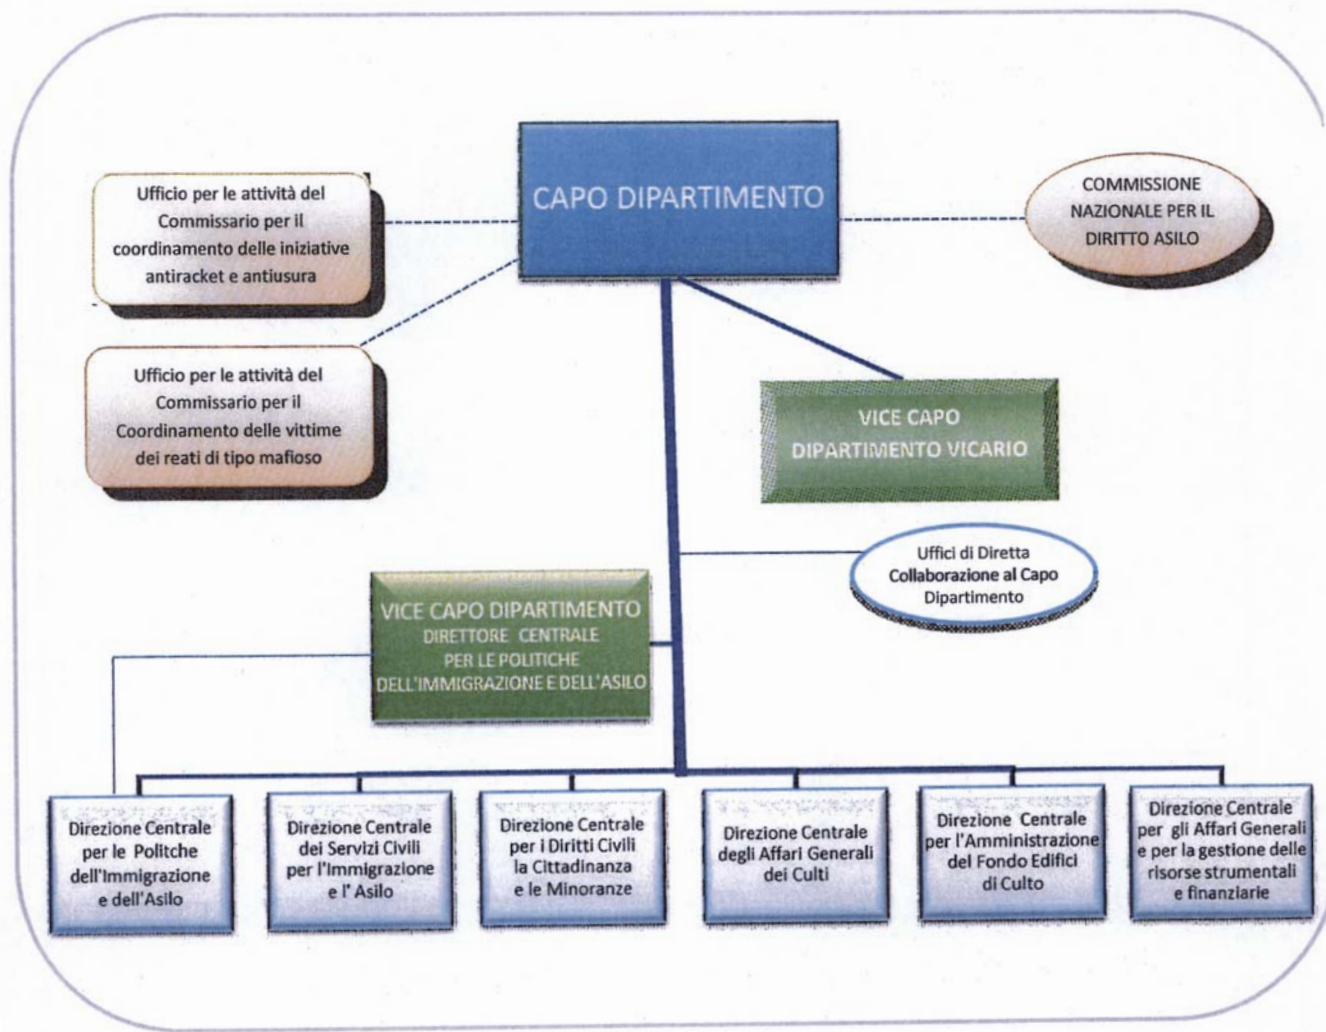 CAPO DIPARTIMENTO
Ufficio per le attività del
Commissario per il
coordinamento delle iniziative
antiracket e antiusura
COMMISSIONE
NAZIONALE PER IL
DIRITTO ASILO
Ufficio per le attività del
Commissario per il
Coordinamento delle vittime
dei reati di tipo mafioso
VICE CAPO
DIPARTIMENTO VICARIO
Uffici di Diretta
Collaborazione al Capo
Dipartimento
VICE CAPO DIPARTIMENTO
DIRETTORE CENTRALE
PER LE POLITICHE
DELL'IMMIGRAZIONE E DELL'ASILO
Direzione Centrale
per le Politche
dell'Immigrazione
e dell'Asilo
Direzione Centrale
dei Servizi Civili
per l'Immigrazione
e l' Asilo
Direzione Centrale
per i Diritti Civili
la Cittadinanza
e le Minoranze
Direzione Centrale
degli Affari Generali
dei Culti
Direzione Centrale
per l'Amministrazione
del Fondo Edifici
di Culto
Direzione Centrale
per gli Affari Generali
e per la gestione delle
risorse strumentali
e finanziarie